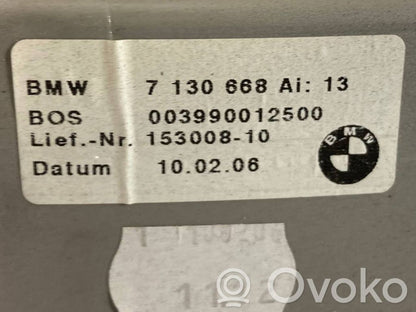 BMW 7 130 668 Ai: 13
BOS 003990012500
Lief.-Nr. 153008-10
Datum 10.02.06
BMW
Ovoko